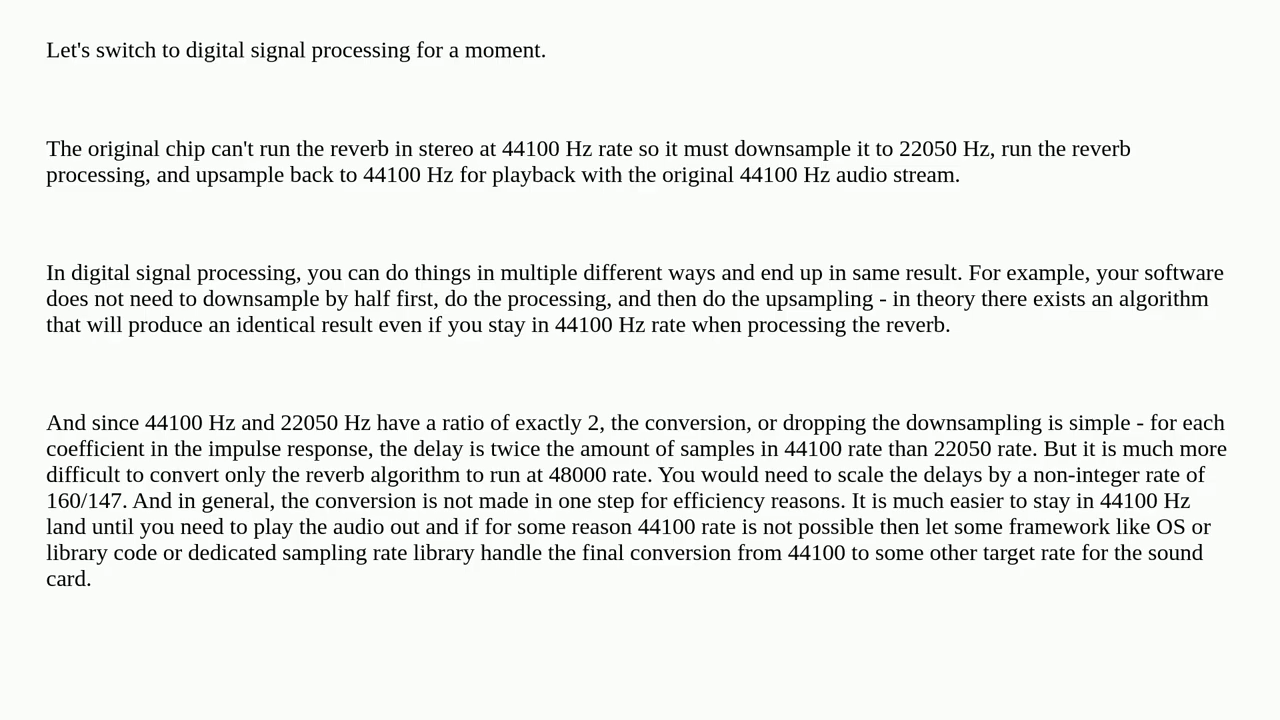 Let's switch to digital signal processing for a moment.
The original chip can't run the reverb in stereo at 44100 Hz rate so it must downsample it to 22050 Hz, run the reverb
processing, and upsample back to 44100 Hz for playback with the original 44100 Hz audio stream.
In digital signal processing, you can do things in multiple different ways and end up in same result. For example, your software
does not need to downsample by half first, do the processing, and then do the upsampling - in theory there exists an algorithm
that will produce an identical result even if you stay in 44100 Hz rate when processing the reverb.
And since 44100 Hz and 22050 Hz have a ratio of exactly 2, the conversion, or dropping the downsampling is simple - for each
coefficient in the impulse response, the delay is twice the amount of samples in 44100 rate than 22050 rate. But it is much more
difficult to convert only the reverb algorithm to run at 48000 rate. You would need to scale the delays by a non-integer rate of
160/147. And in general, the conversion is not made in one step for efficiency reasons. It is much easier to stay in 44100 Hz
land until you need to play the audio out and if for some reason 44100 rate is not possible then let some framework like OS or
library code or dedicated sampling rate library handle the final conversion from 44100 to some other target rate for the sound
card.